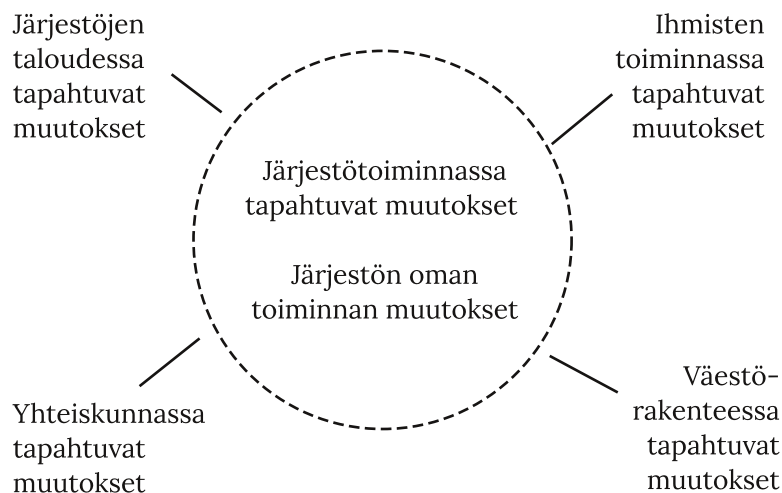 Järjestöjen
taloudessa
tapahtuvat
muutokset
Ihmisten
toiminnassa
tapahtuvat
muutokset
Järjestötoiminnassa
tapahtuvat muutokset
Järjestön oman
toiminnan muutokset
Yhteiskunnassa
tapahtuvat
muutokset
Väestö-
rakenteessa
tapahtuvat
muutokset